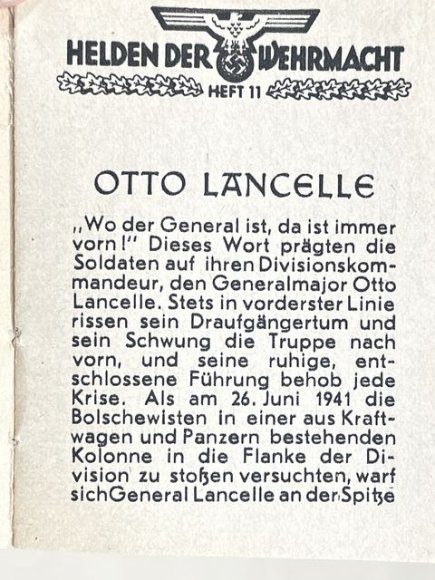 HELDEN DER WEHRMACHT
HEFT 11
OTTO LANCELLE
„Wo der General ist, da ist immer
vorn!" Dieses Wort prägten die
Soldaten auf ihren Divisionskom-
mandeur, den Generalmajor Otto
Lancelle. Stets in vorderster Linie
rissen sein Draufgängertum und
sein Schwung die Truppe nach
vorn, und seine ruhige, ent-
schlossene Führung behob jede
Krise. Als am 26. Juni 1941 die
Bolschewisten in einer aus Kraft-
wagen und Panzern bestehenden
Kolonne in die Flanke der Di-
vision zu stoßen versuchten, warf
sich General Lancelle an der Spitze